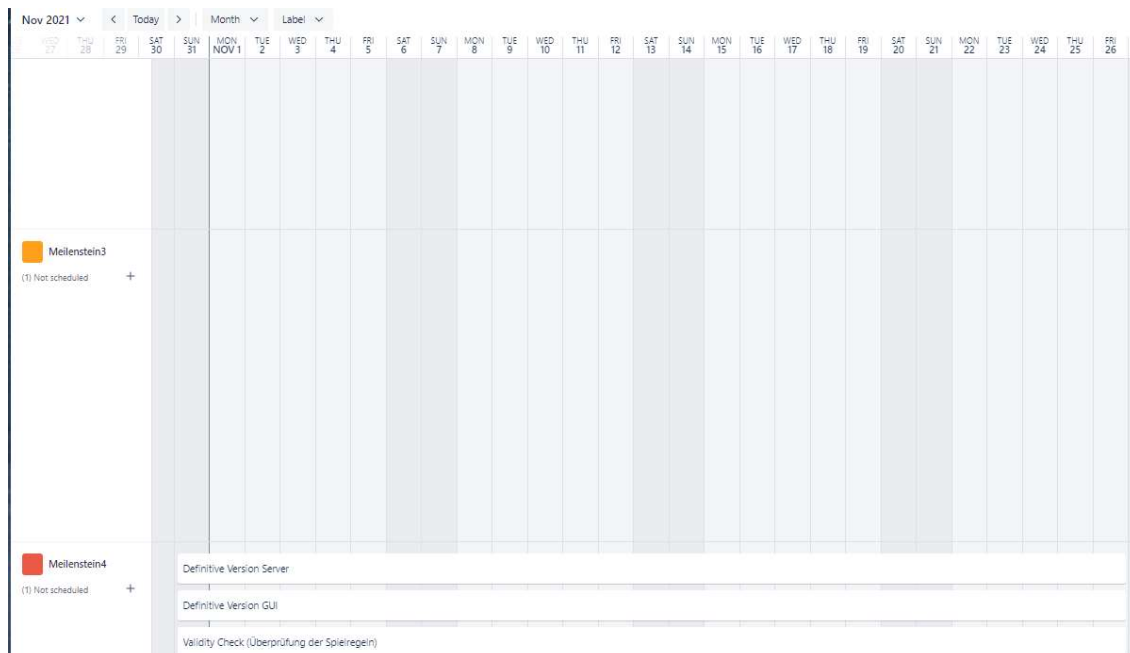 Nov 2021 Today Month Label
WED THU FRI SAT SUN MON TUE WED THU FRI SAT SUN MON TUE WED THU FRI SAT SUN MON TUE WED THU FRI SAT SUN MON TUE WED THU FRI
27 28 29 30 31 NOV 1 2 3 4 5 6 7 8 9 10 11 12 13 14 15 16 17 18 19 20 21 22 23 24 25 26
Meilenstein3
(1) Not scheduled +
Meilenstein4
Definitive Version Server
(1) Not scheduled +
Definitive Version GUI
Validity Check (Überprüfung der Spielregeln)